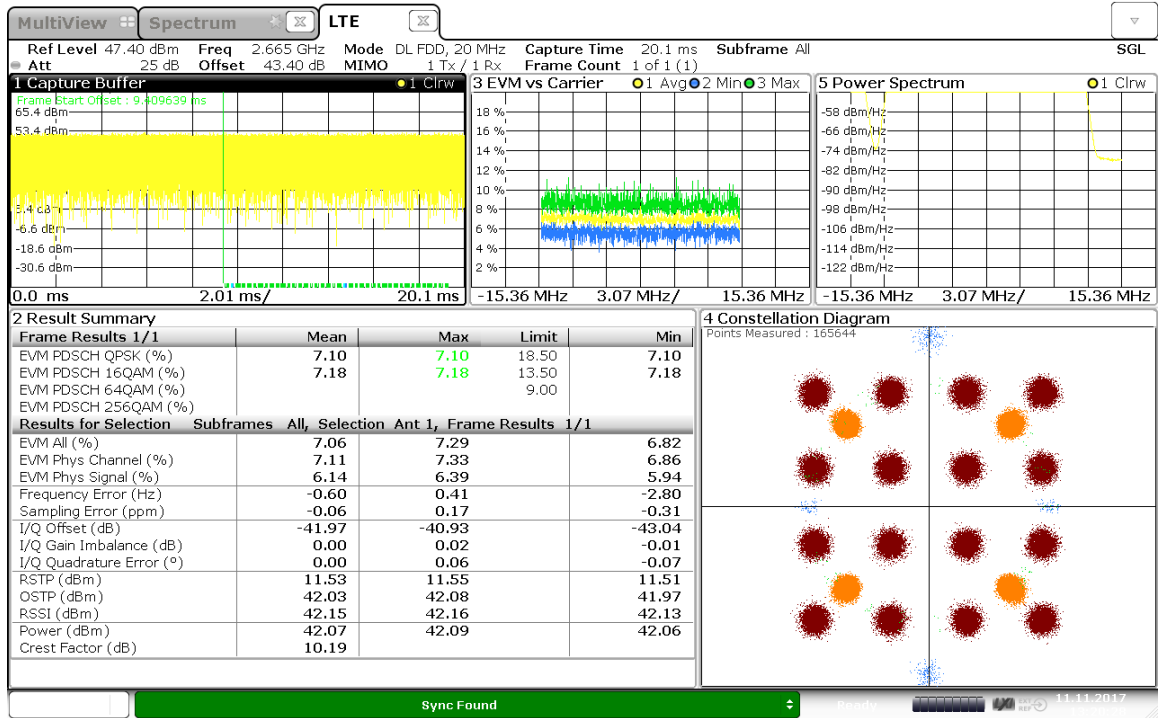 MultiView Spectrum LTE
Ref Level 47.40 dBm Freq 2.665 GHz Mode DL FDD, 20 MHz Capture Time 20.1 ms Subframe All SGL
Att 25 dB Offset 43.40 dB MIMO 1 Tx / 1 Rx Frame Count 1 of 1 (1)
1 Capture Buffer 1 Clrw
Frame Start Offset : 9.409639 ms
65.4 dBm
53.4 dBm
-6.6 dBm
-18.6 dBm
-30.6 dBm
0.0 ms 2.01 ms/ 20.1 ms
3 EVM vs Carrier 1 Avg 2 Min 3 Max
18 %
16 %
14 %
12 %
10 %
8 %
6 %
4 %
2 %
-15.36 MHz 3.07 MHz/ 15.36 MHz
5 Power Spectrum 1 Clrw
-58 dBm/Hz
-66 dBm/Hz
-74 dBm/Hz
-82 dBm/Hz
-90 dBm/Hz
-98 dBm/Hz
-106 dBm/Hz
-114 dBm/Hz
-122 dBm/Hz
-15.36 MHz 3.07 MHz/ 15.36 MHz
2 Result Summary
Frame Results 1/1 Mean Max Limit Min
EVM PDSCH QPSK (%) 7.10 7.10 18.50 7.10
EVM PDSCH 16QAM (%) 7.18 7.18 13.50 7.18
EVM PDSCH 64QAM (%) 9.00
EVM PDSCH 256QAM (%)
Results for Selection Subframes All, Selection Ant 1, Frame Results 1/1
EVM All (%) 7.06 7.29 6.82
EVM Phys Channel (%) 7.11 7.33 6.86
EVM Phys Signal (%) 6.14 6.39 5.94
Frequency Error (Hz) -0.60 0.41 -2.80
Sampling Error (ppm) -0.06 0.17 -0.31
I/Q Offset (dB) -41.97 -40.93 -43.04
I/Q Gain Imbalance (dB) 0.00 0.02 -0.01
I/Q Quadrature Error (°) 0.00 0.06 -0.07
RSTP (dBm) 11.53 11.55 11.51
OSTP (dBm) 42.03 42.08 41.97
RSSI (dBm) 42.15 42.16 42.13
Power (dBm) 42.07 42.09 42.06
Crest Factor (dB) 10.19
4 Constellation Diagram
Points Measured : 165644
Sync Found
Ready
11.11.2017